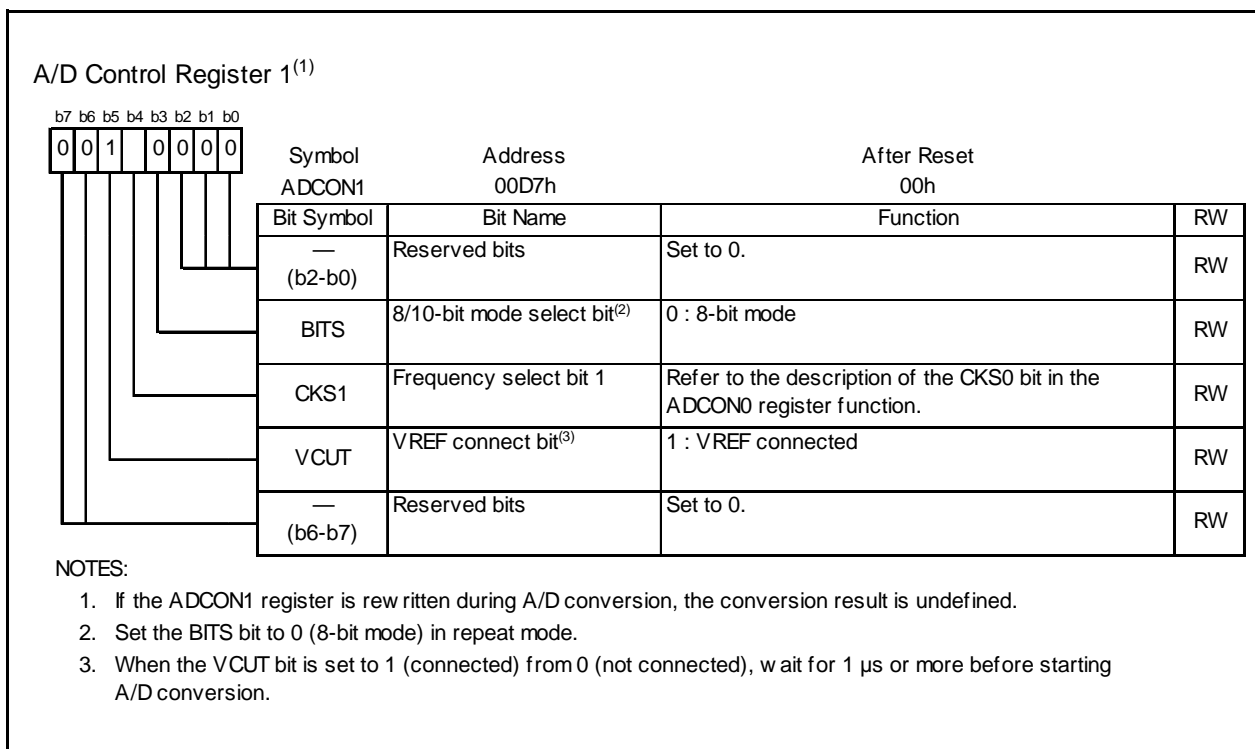 A/D Control Register 1(1)
b7 b6 b5 b4 b3 b2 b1 b0
0 0 1 0 0 0 0
Symbol Address After Reset
ADCON1 00D7h 00h
Bit Symbol Bit Name Function RW
— (b2-b0) Reserved bits Set to 0. RW
BITS 8/10-bit mode select bit(2) 0 : 8-bit mode RW
CKS1 Frequency select bit 1 Refer to the description of the CKS0 bit in the
ADCON0 register function. RW
VCUT VREF connect bit(3) 1 : VREF connected RW
— (b6-b7) Reserved bits Set to 0. RW
NOTES:
1. If the ADCON1 register is rewritten during A/D conversion, the conversion result is undefined.
2. Set the BITS bit to 0 (8-bit mode) in repeat mode.
3. When the VCUT bit is set to 1 (connected) from 0 (not connected), wait for 1 µs or more before starting
A/D conversion.